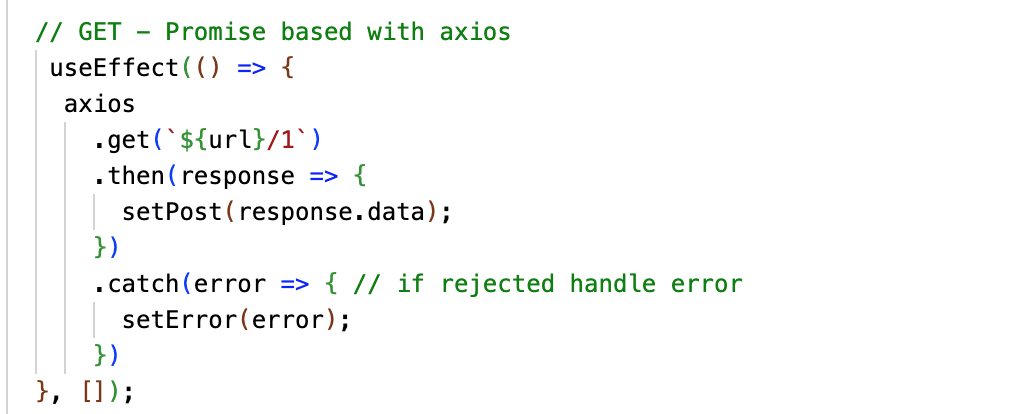 // GET – Promise based with axios
useEffect(() => {
axios
.get(`${url}/1`)
.then(response => {
setPost(response.data);
})
.catch(error => { // if rejected handle error
setError(error);
})
}, []);